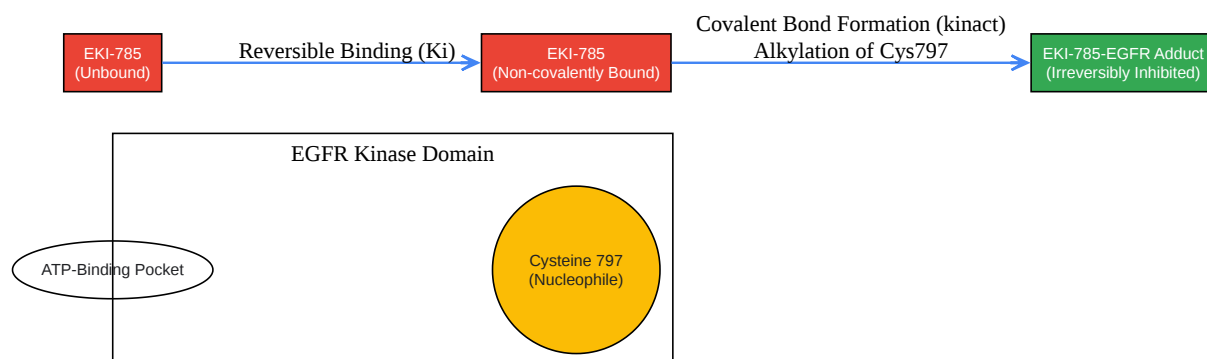 EKI-785
(Unbound)
Reversible Binding (Ki)
EKI-785
(Non-covalently Bound)
Covalent Bond Formation (kinact)
Alkylation of Cys797
EKI-785-EGFR Adduct
(Irreversibly Inhibited)
EGFR Kinase Domain
ATP-Binding Pocket
Cysteine 797
(Nucleophile)